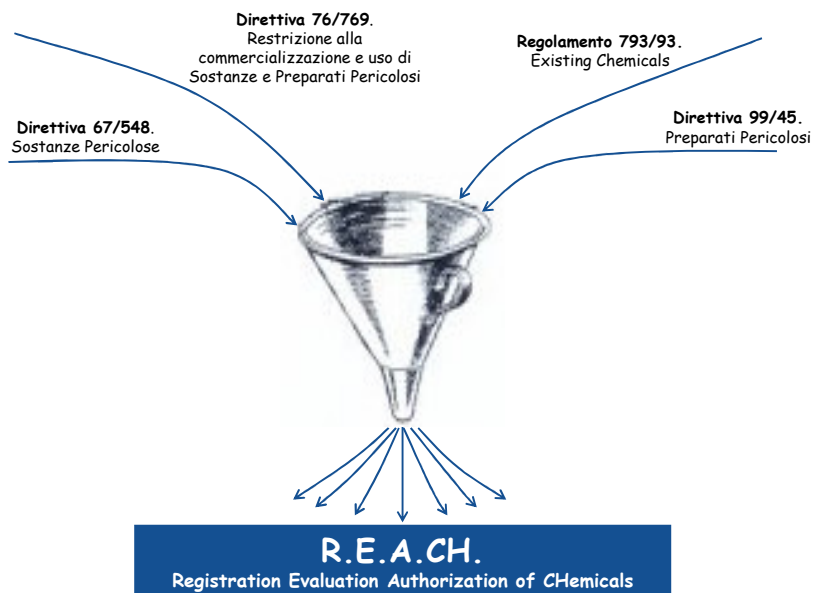 Direttiva 76/769.
Restrizione alla
commercializzazione e uso di
Sostanze e Preparati Pericolosi
Regolamento 793/93.
Existing Chemicals
Direttiva 67/548.
Sostanze Pericolose
Direttiva 99/45.
Preparati Pericolosi
R.E.A.CH.
Registration Evaluation Authorization of CHemicals